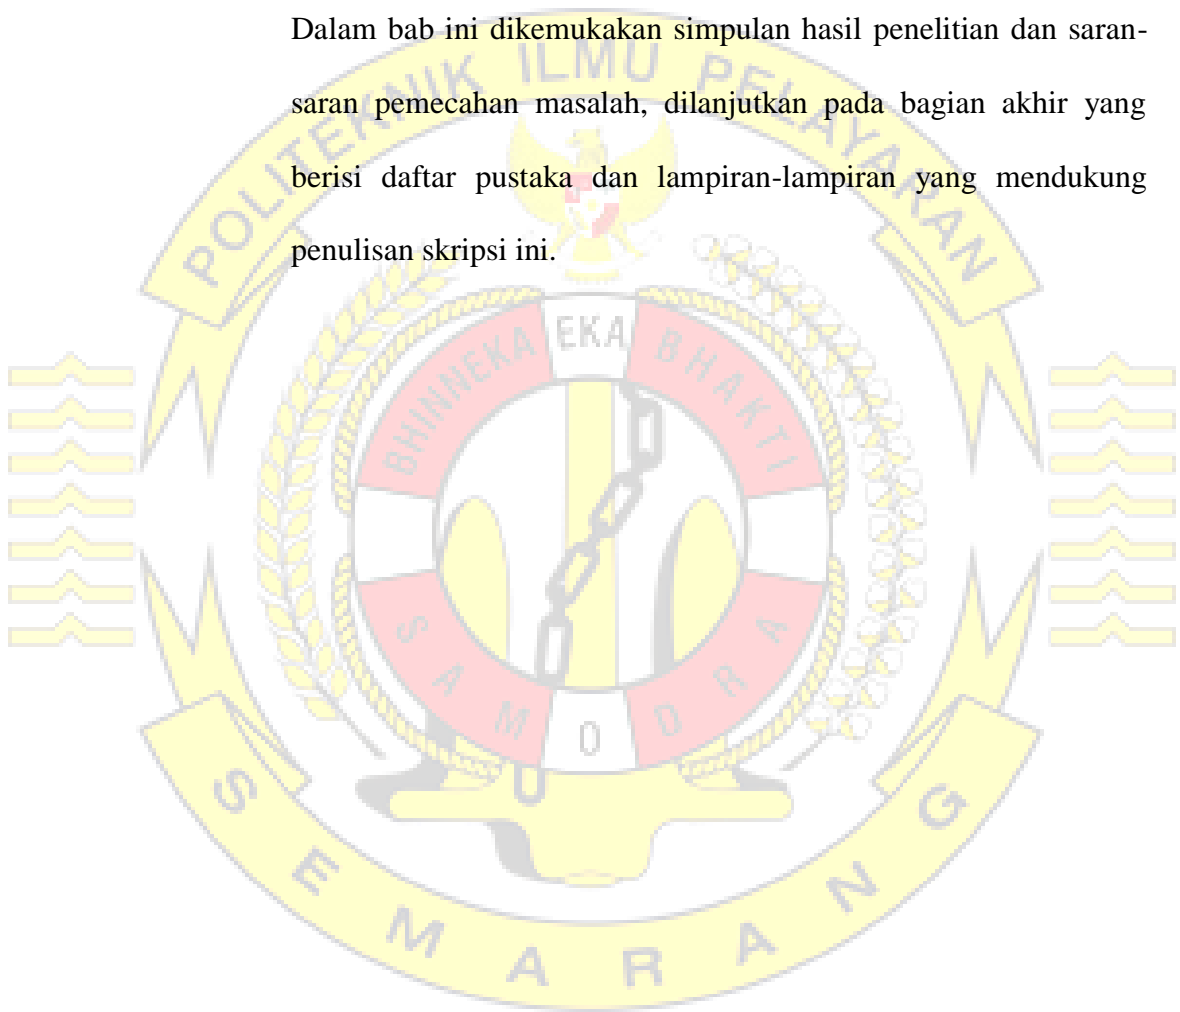 Dalam bab ini dikemukakan simpulan hasil penelitian dan saran-
saran pemecahan masalah, dilanjutkan pada bagian akhir yang
berisi daftar pustaka dan lampiran-lampiran yang mendukung
penulisan skripsi ini.
POLITEKNIK ILMU PELAYARAN
BHINNEKA EKA BHAKTI
SAMODRA
SEMARANG